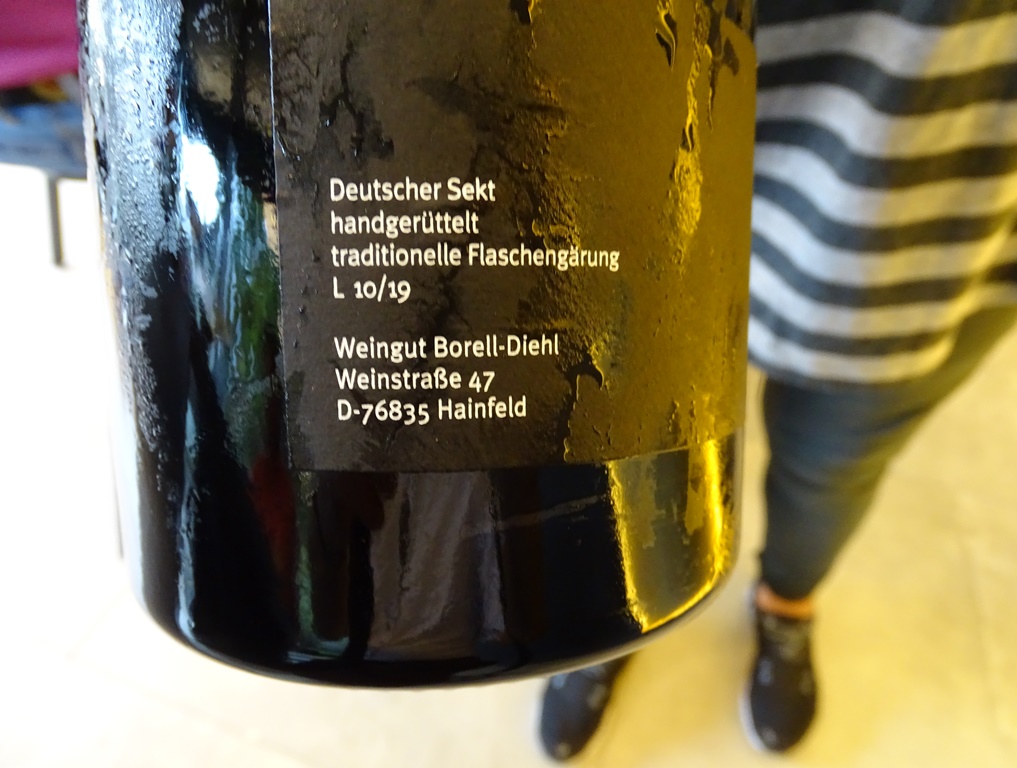 Deutscher Sekt
handgerüttelt
traditionelle Flaschengärung
L 10/19
Weingut Borell-Diehl
Weinstraße 47
D-76835 Hainfeld